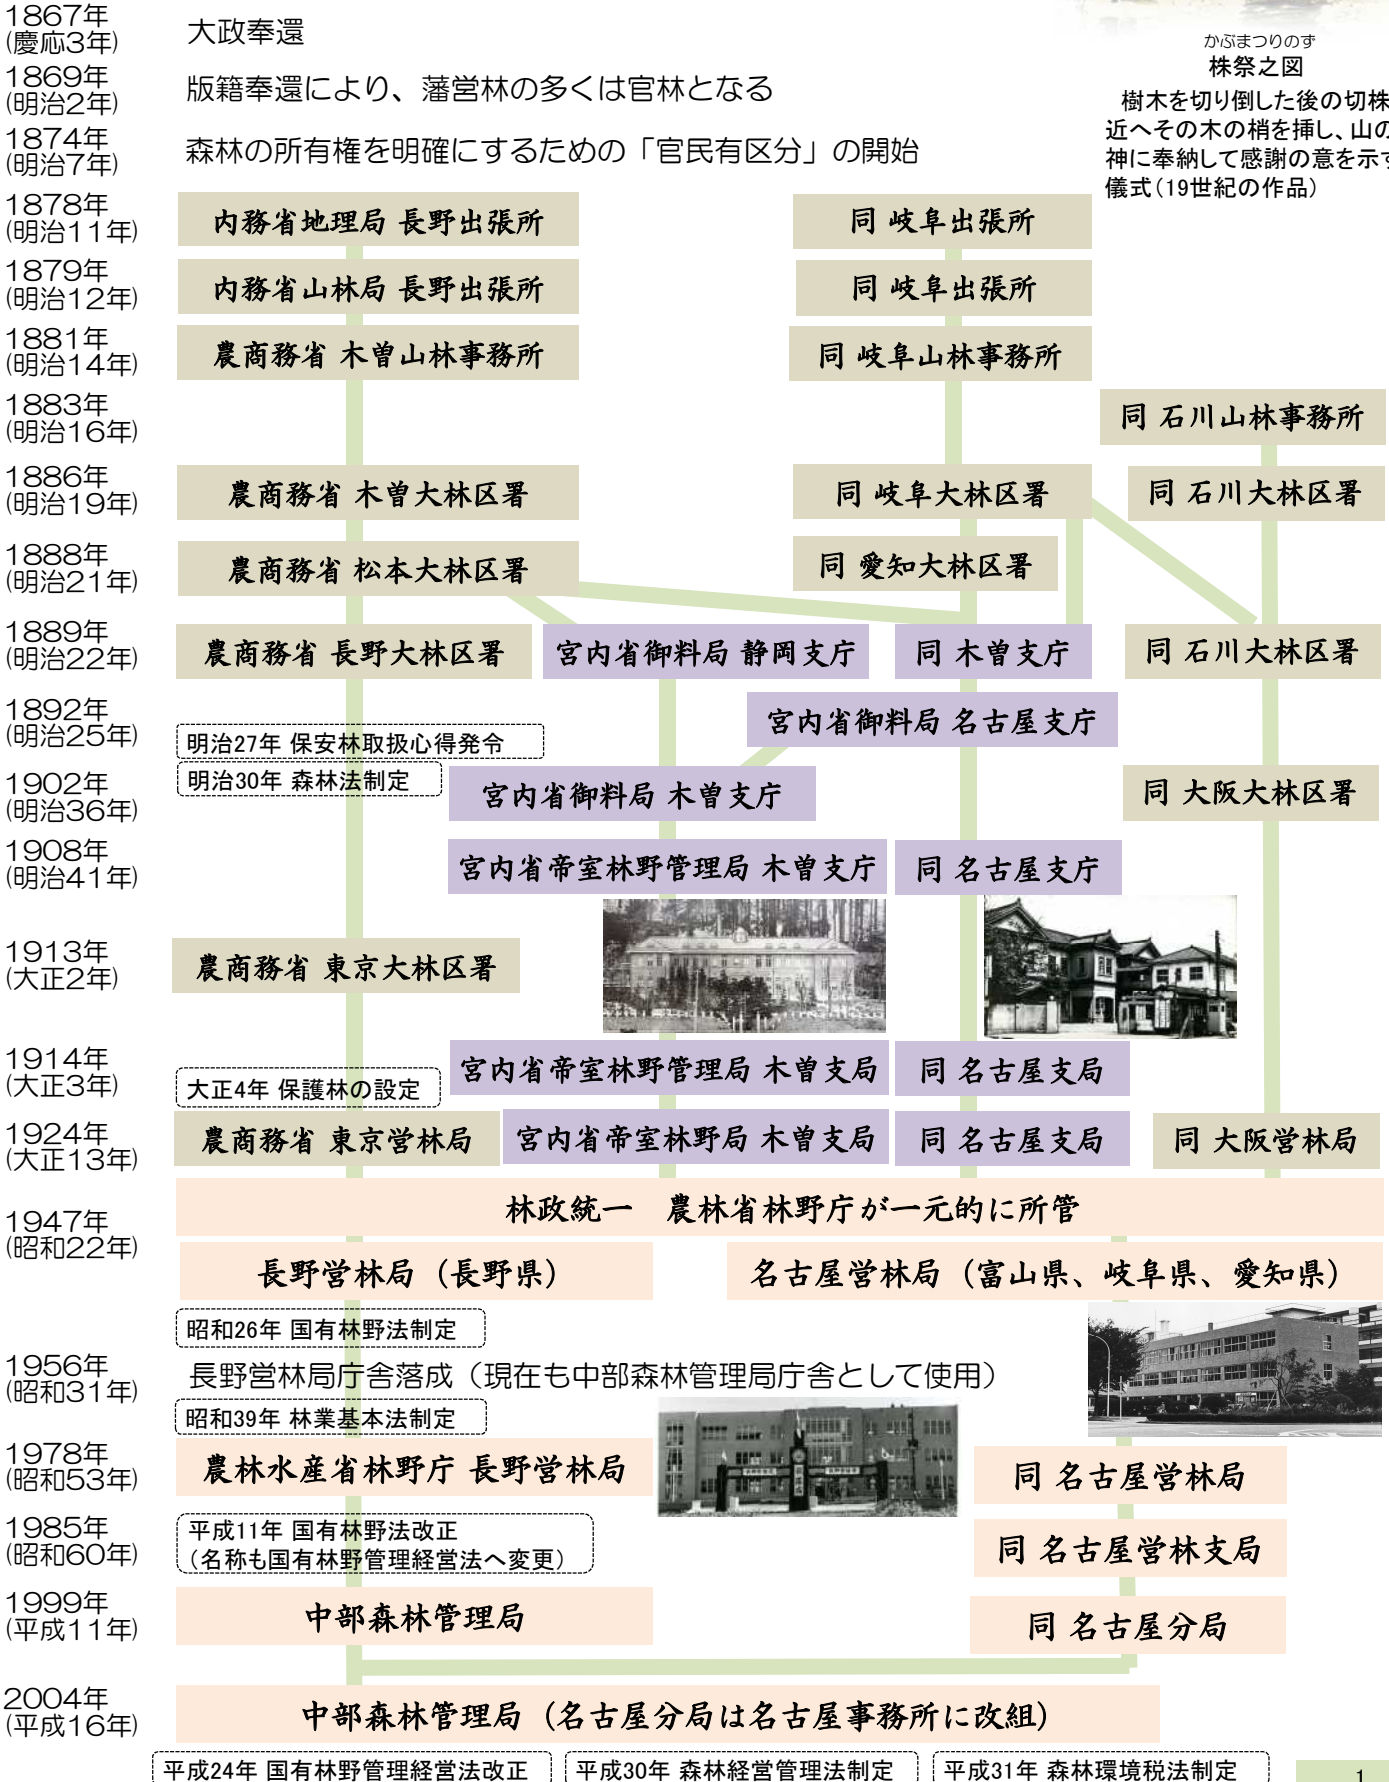 1867年
(慶応3年)
大政奉還
かぶまつりのず
株祭之図
樹木を切り倒した後の切株
近へその木の梢を挿し、山の
神に奉納して感謝の意を示す
儀式（19世紀の作品）
1869年
(明治2年)
版籍奉還により、藩営林の多くは官林となる
1874年
(明治7年)
森林の所有権を明確にするための「官民有区分」の開始
1878年
(明治11年)
内務省地理局 長野出張所
同 岐阜出張所
1879年
(明治12年)
内務省山林局 長野出張所
同 岐阜出張所
1881年
(明治14年)
農商務省 木曽山林事務所
同 岐阜山林事務所
1883年
(明治16年)
同 石川山林事務所
1886年
(明治19年)
農商務省 木曽大林区署
同 岐阜大林区署
同 石川大林区署
1888年
(明治21年)
農商務省 松本大林区署
同 愛知大林区署
1889年
(明治22年)
農商務省 長野大林区署
宮内省御料局 静岡支庁
同 木曽支庁
同 石川大林区署
1892年
(明治25年)
宮内省御料局 名古屋支庁
明治27年 保安林取扱心得発令
明治30年 森林法制定
1902年
(明治36年)
宮内省御料局 木曽支庁
同 大阪大林区署
1908年
(明治41年)
宮内省帝室林野管理局 木曽支庁
同 名古屋支庁
1913年
(大正2年)
農商務省 東京大林区署
1914年
(大正3年)
宮内省帝室林野管理局 木曽支局
同 名古屋支局
大正4年 保護林の設定
1924年
(大正13年)
農商務省 東京営林局
宮内省帝室林野局 木曽支局
同 名古屋支局
同 大阪営林局
1947年
(昭和22年)
林政統一　農林省林野庁が一元的に所管
長野営林局（長野県）
名古屋営林局（富山県、岐阜県、愛知県）
昭和26年 国有林野法制定
1956年
(昭和31年)
長野営林局庁舎落成（現在も中部森林管理局庁舎として使用）
昭和39年 林業基本法制定
1978年
(昭和53年)
農林水産省林野庁 長野営林局
同 名古屋営林局
1985年
(昭和60年)
平成11年 国有林野法改正
（名称も国有林野管理経営法へ変更）
同 名古屋営林支局
1999年
(平成11年)
中部森林管理局
同 名古屋分局
2004年
(平成16年)
中部森林管理局（名古屋分局は名古屋事務所に改組）
平成24年 国有林野管理経営法改正
平成30年 森林経営管理法制定
平成31年 森林環境税法制定
1